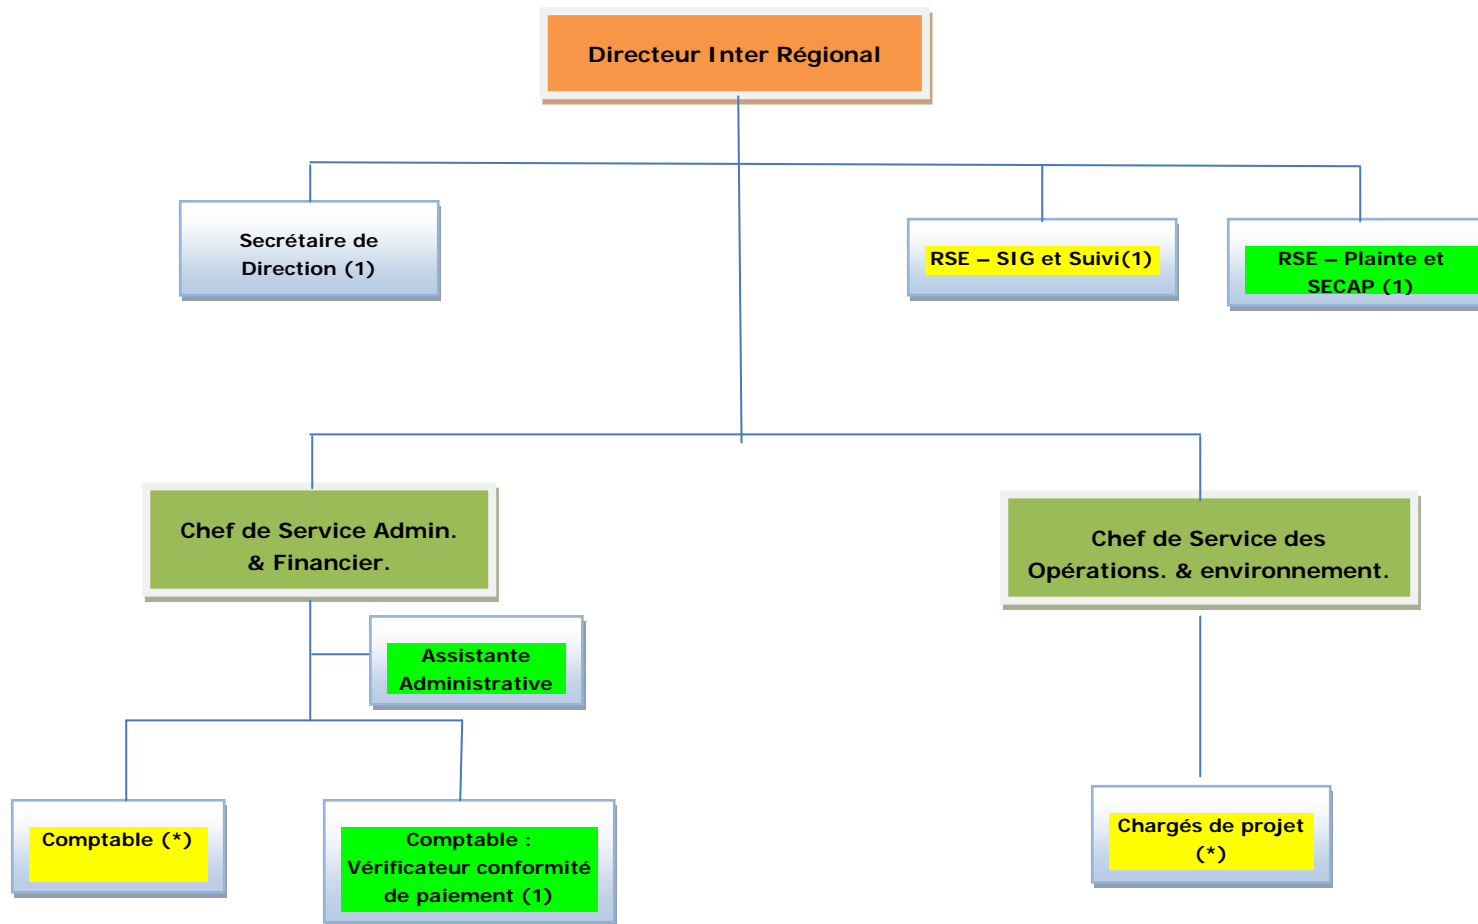 Directeur Inter Régional
Secrétaire de
Direction (1)
RSE – SIG et Suivi(1)
RSE – Plainte et
SECAP (1)
Chef de Service Admin.
& Financier.
Chef de Service des
Opérations. & environnement.
Assistante
Administrative
Comptable (*)
Comptable :
Vérificateur conformité
de paiement (1)
Chargés de projet
(*)